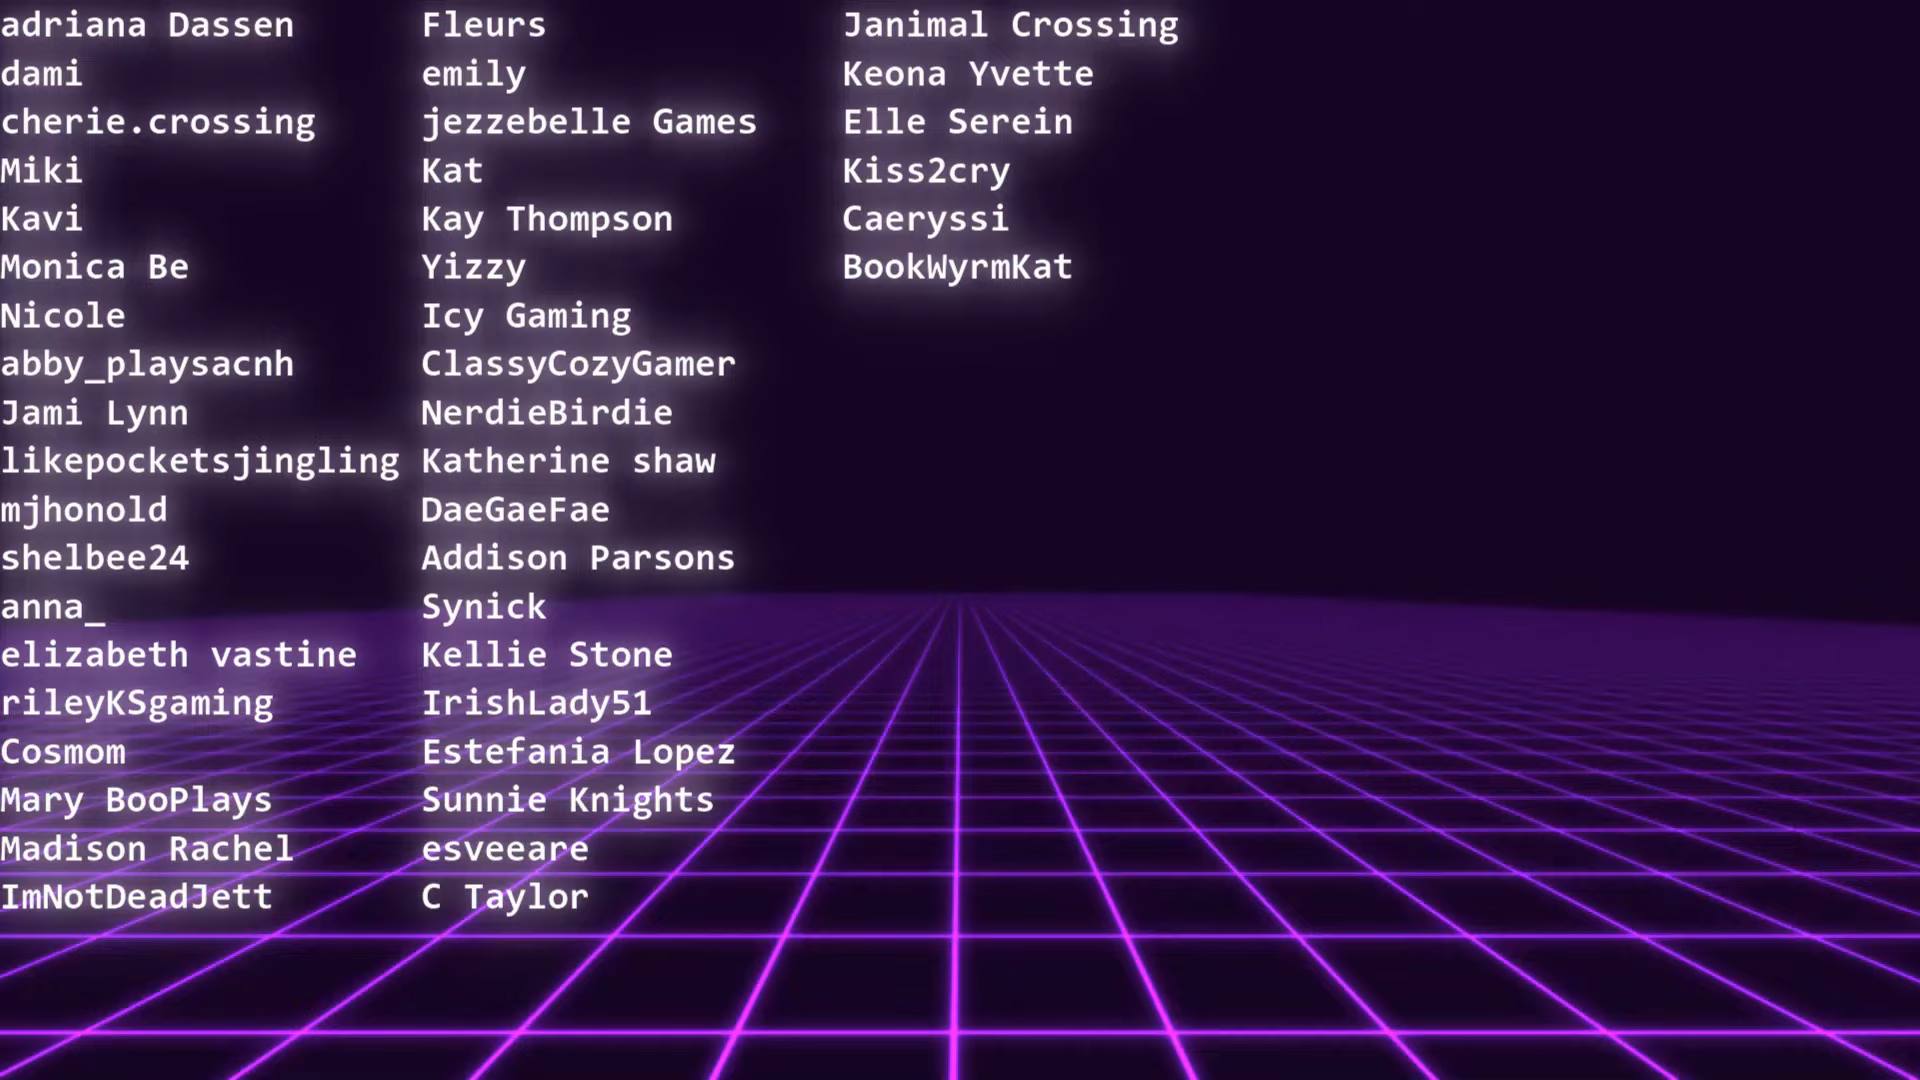 adriana Dassen
dami
cherie.crossing
Miki
Kavi
Monica Be
Nicole
abby_playsacnh
Jami Lynn
likepocketsjingling
mjhonold
shelbee24
anna_
elizabeth vastine
rileyKSgaming
Cosmom
Mary BooPlays
Madison Rachel
ImNotDeadJett
Fleurs
emily
jezzebelle Games
Kat
Kay Thompson
Yizzy
Icy Gaming
ClassyCozyGamer
NerdieBirdie
Katherine shaw
DaeGaeFae
Addison Parsons
Synick
Kellie Stone
IrishLady51
Estefania Lopez
Sunnie Knights
esveeare
C Taylor
Janimal Crossing
Keona Yvette
Elle Serein
Kiss2cry
Caeryssi
BookWyrmKat